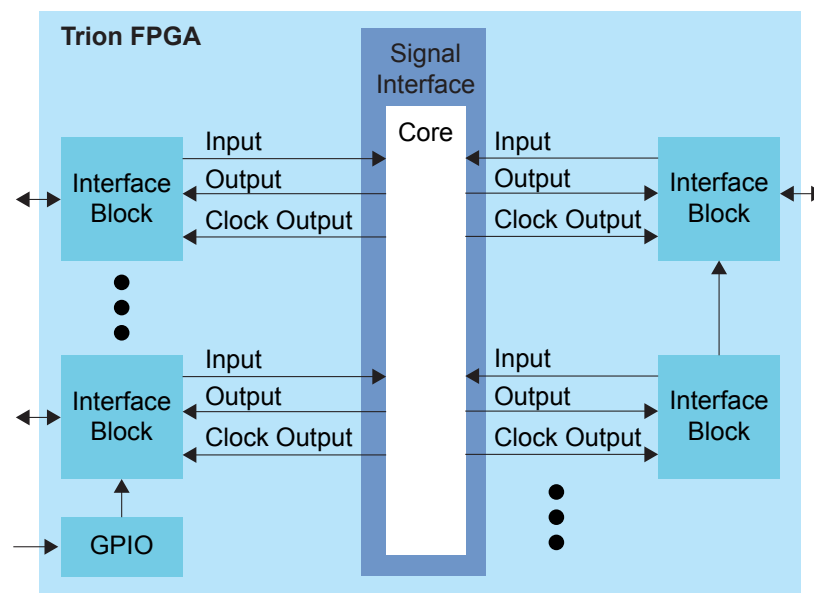 Trion FPGA
Signal
Interface
Core
Interface
Block
Input
Output
Clock Output
Input
Output
Clock Output
Interface
Block
Interface
Block
Input
Output
Clock Output
Input
Output
Clock Output
Interface
Block
GPIO